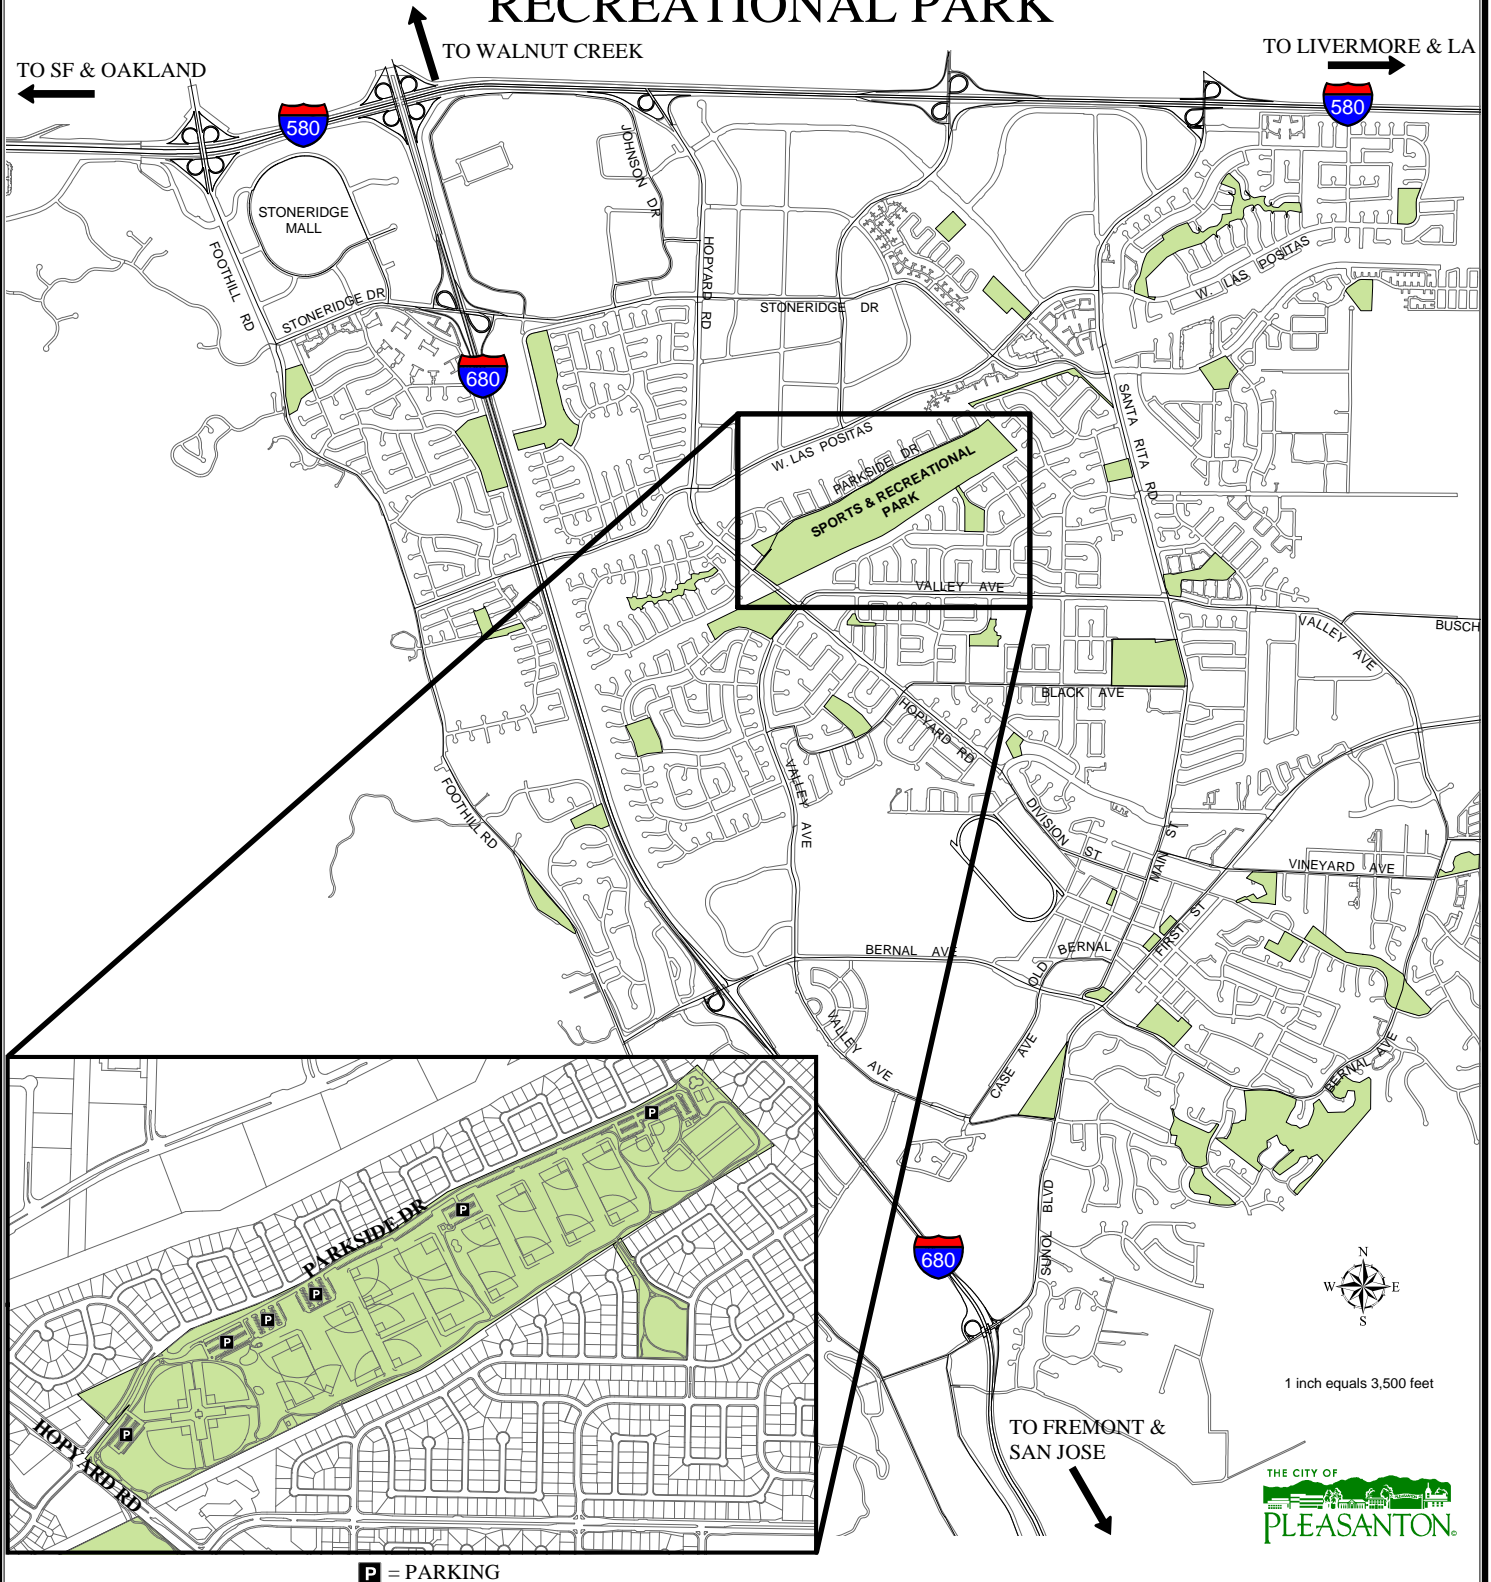 RECREATIONAL PARK
TO WALNUT CREEK
TO LIVERMORE & LA
TO SF & OAKLAND
580
580
JOHNSON DR
STONERIDGE
MALL
FOOTHILL RD
HOPYARD RD
W. LAS POSITAS
STONERIDGE DR
STONERIDGE DR
680
SANTA RITA RD
W. LAS POSITAS
PARKSIDE DR
SPORTS & RECREATIONAL
PARK
VALLEY AVE
VALLEY AVE
BUSCH
BLACK AVE
HOPYARD RD
VALLEY AVE
FOOTHILL RD
DIVISION ST
MAIN ST
VINEYARD AVE
FIRST ST
BERNAL AVE
OLD BERNAL
VALLEY AVE
CASE AVE
BERNAL AVE
P
P
P
P
P
P
PARKSIDE DR
HOPYARD RD
SUNOL BLVD
680
N
W E
S
1 inch equals 3,500 feet
TO FREMONT &
SAN JOSE
THE CITY OF
PLEASANTON
P = PARKING